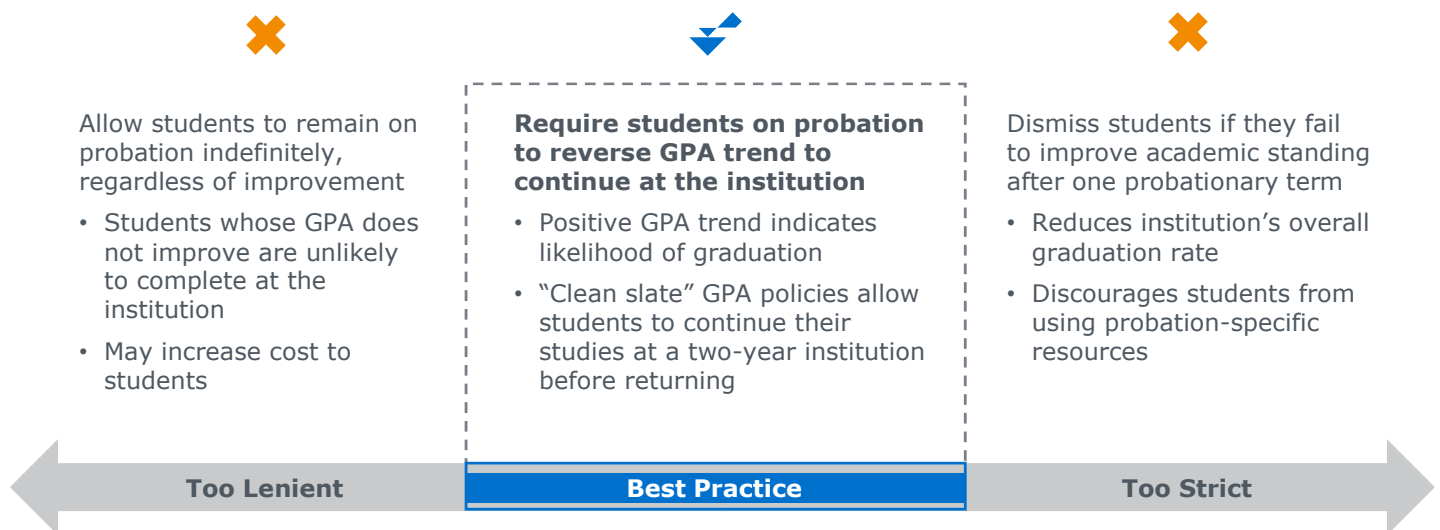 Allow students to remain on
probation indefinitely,
regardless of improvement
• Students whose GPA does
not improve are unlikely
to complete at the
institution
• May increase cost to
students
Require students on probation
to reverse GPA trend to
continue at the institution
• Positive GPA trend indicates
likelihood of graduation
• “Clean slate” GPA policies allow
students to continue their
studies at a two-year institution
before returning
Dismiss students if they fail
to improve academic standing
after one probationary term
• Reduces institution’s overall
graduation rate
• Discourages students from
using probation-specific
resources
Too Lenient
Best Practice
Too Strict